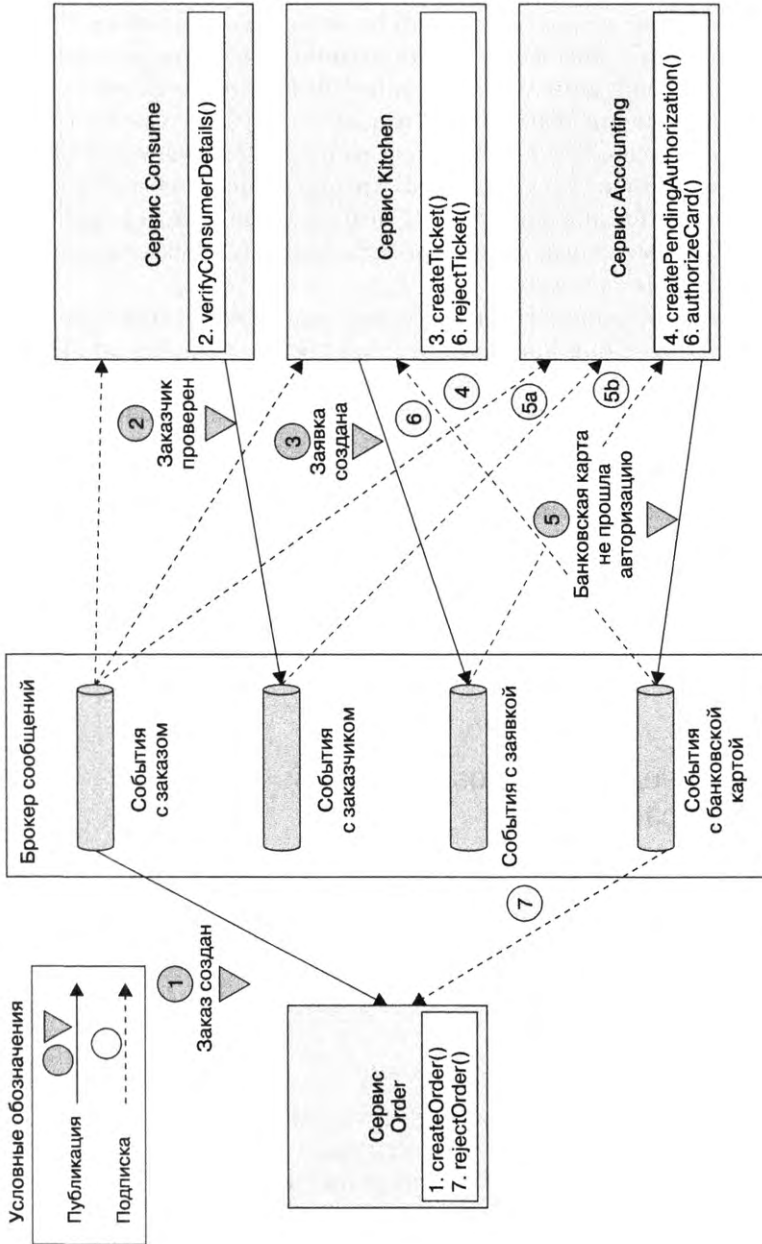 Условные обозначения
Публикация
Подписка
Брокер сообщений
Сервис Consume
2. verifyConsumerDetails()
1
Заказ создан
События
с заказом
2
Заказчик
проверен
Сервис
Order
1. createOrder()
7. rejectOrder()
События
с заказчиком
3
Заявка
создана
Сервис Kitchen
3. createTicket()
6. rejectTicket()
6
4
События с заявкой
5a
5b
7
События
с банковской
картой
5
Банковская карта
не прошла
авторизацию
Сервис Accounting
4. createPendingAuthorization()
6. authorizeCard()